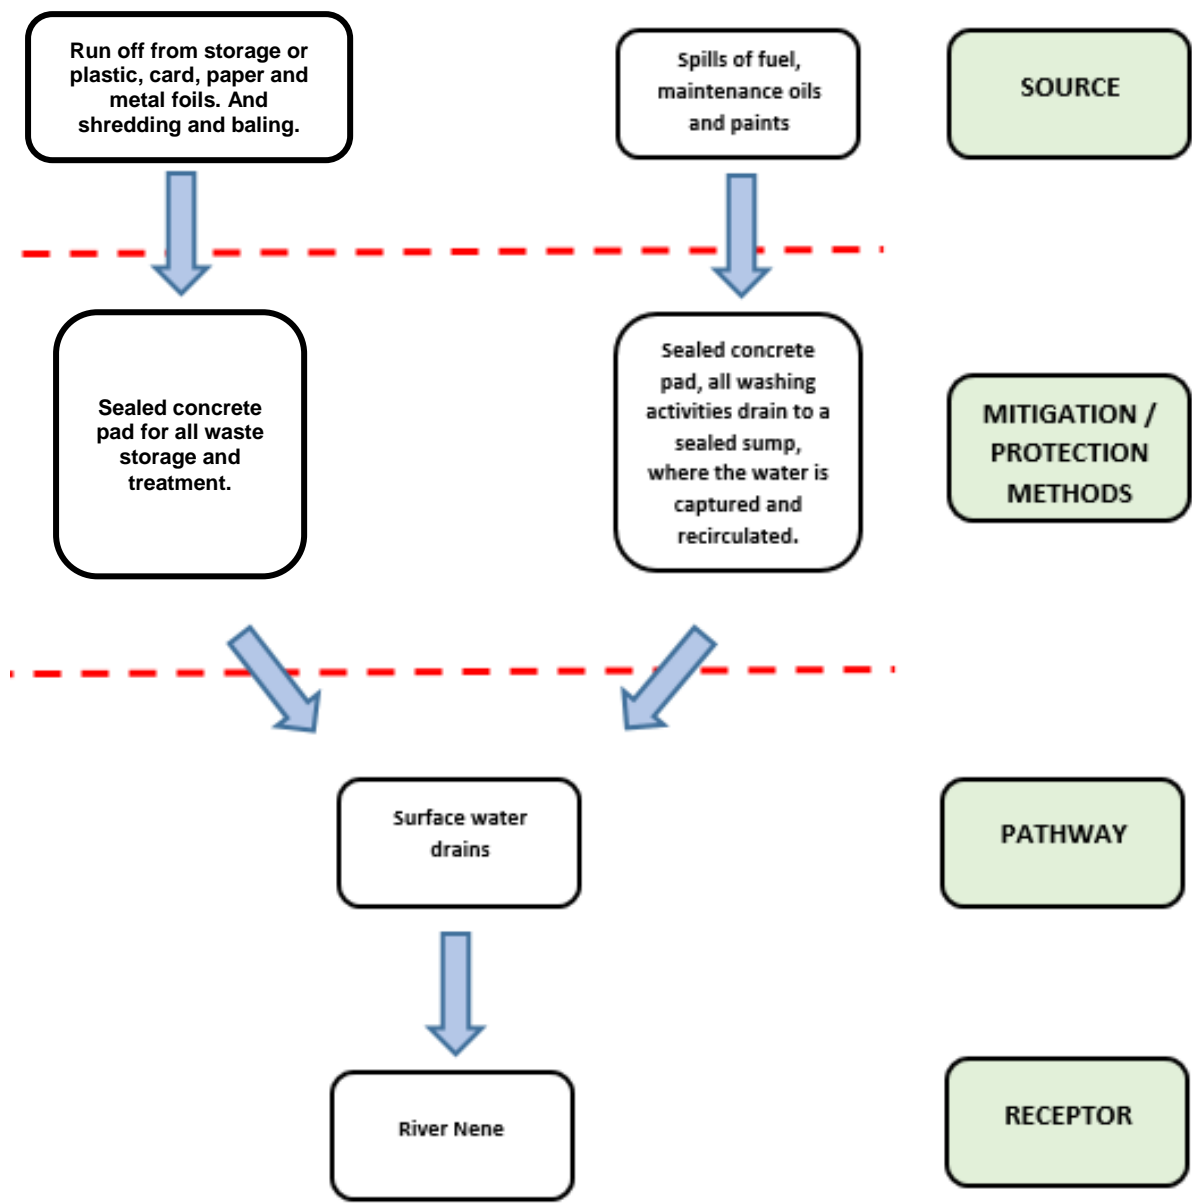 Run off from storage or
plastic, card, paper and
metal foils. And
shredding and baling.
Spills of fuel,
maintenance oils
and paints
SOURCE
Sealed concrete
pad for all waste
storage and
treatment.
Sealed concrete
pad, all washing
activities drain to a
sealed sump,
where the water is
captured and
recirculated.
MITIGATION /
PROTECTION
METHODS
Surface water
drains
PATHWAY
River Nene
RECEPTOR